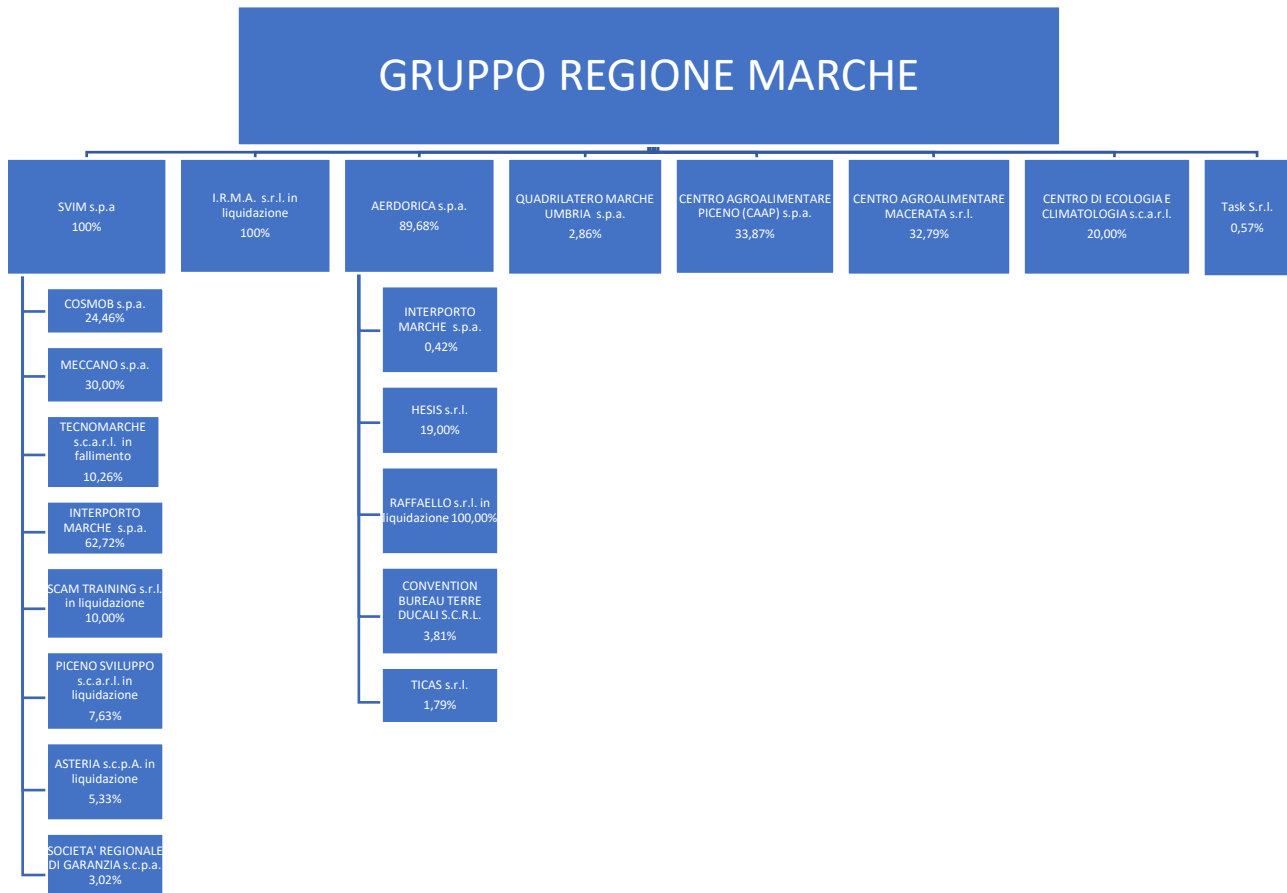 GRUPPO REGIONE MARCHE
SVIM s.p.a
100%
I.R.M.A. s.r.l. in
liquidazione
100%
AERDORICA s.p.a.
89,68%
QUADRILATERO MARCHE
UMBRIA s.p.a.
2,86%
CENTRO AGROALIMENTARE
PICENO (CAAP) s.p.a.
33,87%
CENTRO AGROALIMENTARE
MACERATA s.r.l.
32,79%
CENTRO DI ECOLOGIA E
CLIMATOLOGIA s.c.a.r.l.
20,00%
Task S.r.l.
0,57%
COSMOB s.p.a.
24,46%
MECCANO s.p.a.
30,00%
TECNOMARCHE
s.c.a.r.l. in
fallimento
10,26%
INTERPORTO
MARCHE s.p.a.
62,72%
SCAM TRAINING s.r.l.
in liquidazione
10,00%
PICENO SVILUPPO
s.c.a.r.l. in
liquidazione
7,63%
ASTERIA s.c.p.A. in
liquidazione
5,33%
SOCIETA' REGIONALE
DI GARANZIA s.c.p.a.
3,02%
INTERPORTO
MARCHE s.p.a.
0,42%
HESIS s.r.l.
19,00%
RAFFAELLO s.r.l. in
liquidazione 100,00%
CONVENTION
BUREAU TERRE
DUCALI S.C.R.L.
3,81%
TICAS s.r.l.
1,79%